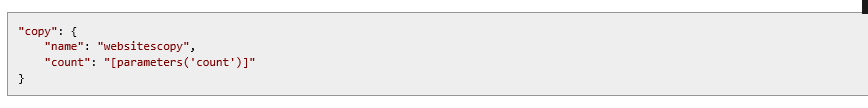 "copy": {
    "name": "websitescopy",
    "count": "[parameters('count')]"
}